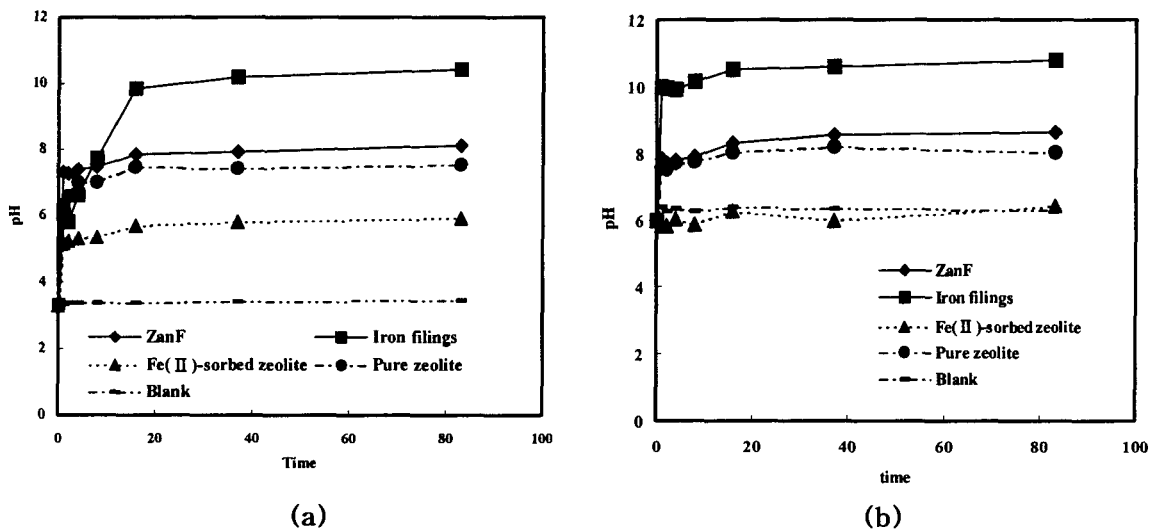 12
10
8
6
4
2
0
pH
0 20 40 60 80 100
Time
ZanF
Iron filings
Fe(Ⅱ)-sorbed zeolite
Pure zeolite
Blank
(a)
12
10
8
6
4
2
0
pH
0 20 40 60 80 100
time
ZanF
Iron filings
Fe(Ⅱ)-sorbed zeolite
Pure zeolite
Blank
(b)